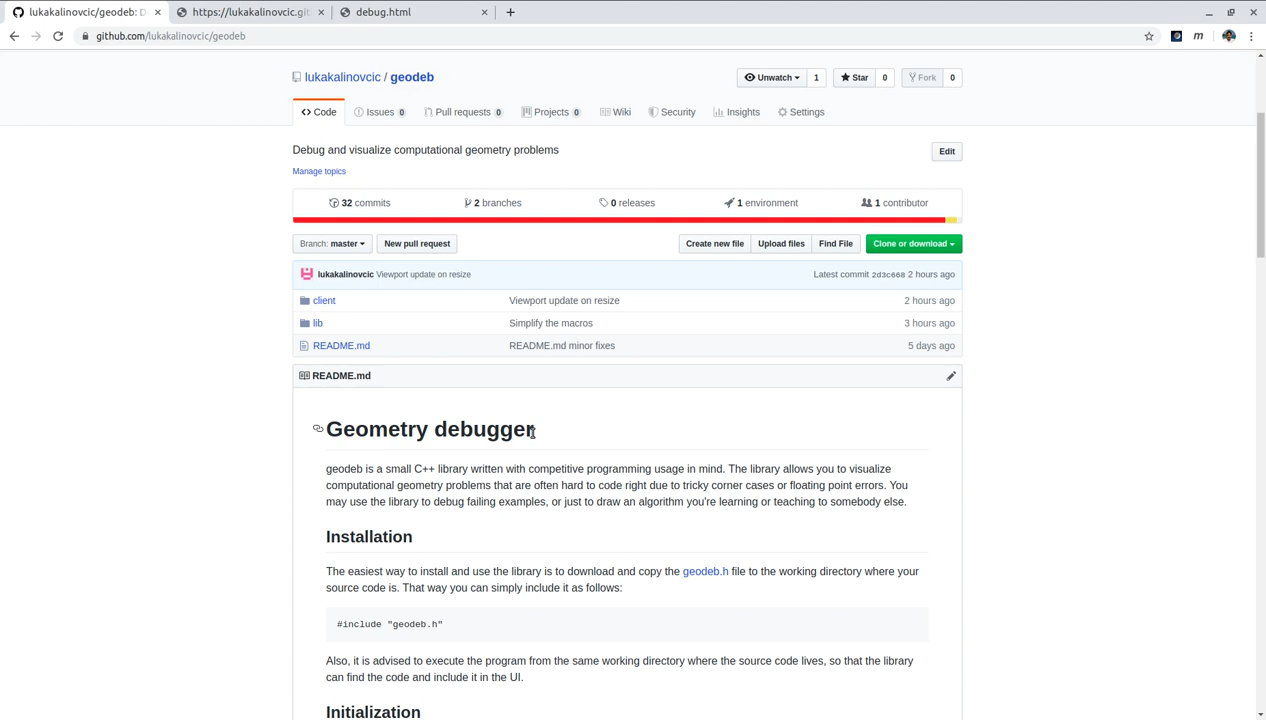 lukakalinovcic/geodeb: D
https://lukakalinovcic.git
debug.html
github.com/lukakalinovcic/geodeb
lukakalinovcic / geodeb
Unwatch 1
Star 0
Fork 0
Code
Issues 0
Pull requests 0
Projects 0
Wiki
Security
Insights
Settings
Debug and visualize computational geometry problems
Edit
Manage topics
32 commits
2 branches
0 releases
1 environment
1 contributor
Branch: master
New pull request
Create new file
Upload files
Find File
Clone or download
lukakalinovcic Viewport update on resize
Latest commit 2d3c668 2 hours ago
client Viewport update on resize 2 hours ago
lib Simplify the macros 3 hours ago
README.md README.md minor fixes 5 days ago
README.md
Geometry debugger
geodeb is a small C++ library written with competitive programming usage in mind. The library allows you to visualize
computational geometry problems that are often hard to code right due to tricky corner cases or floating point errors. You
may use the library to debug failing examples, or just to draw an algorithm you're learning or teaching to somebody else.
Installation
The easiest way to install and use the library is to download and copy the geodeb.h file to the working directory where your
source code is. That way you can simply include it as follows:
#include "geodeb.h"
Also, it is advised to execute the program from the same working directory where the source code lives, so that the library
can find the code and include it in the UI.
Initialization